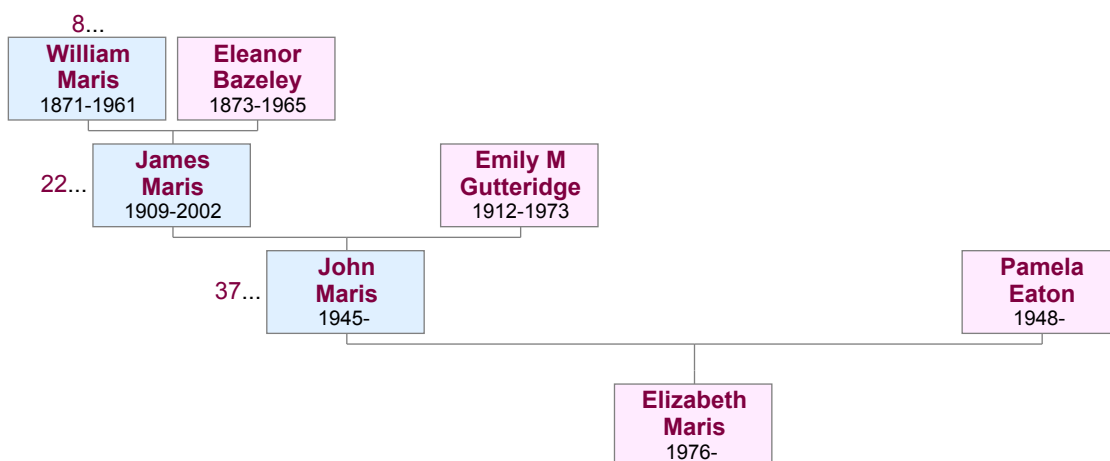 8...
William
Maris
1871-1961
Eleanor
Bazeley
1873-1965
22...
James
Maris
1909-2002
Emily M
Gutteridge
1912-1973
37...
John
Maris
1945-
Pamela
Eaton
1948-
Elizabeth
Maris
1976-